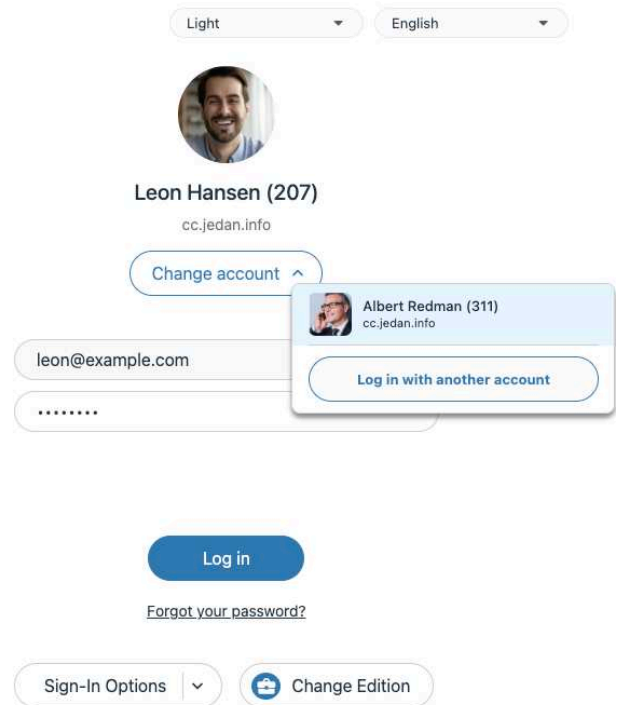 Light English
Leon Hansen (207)
cc.jedan.info
Change account
Albert Redman (311)
cc.jedan.info
leon@example.com
Log in with another account
••••••••
Log in
Forgot your password?
Sign-In Options Change Edition